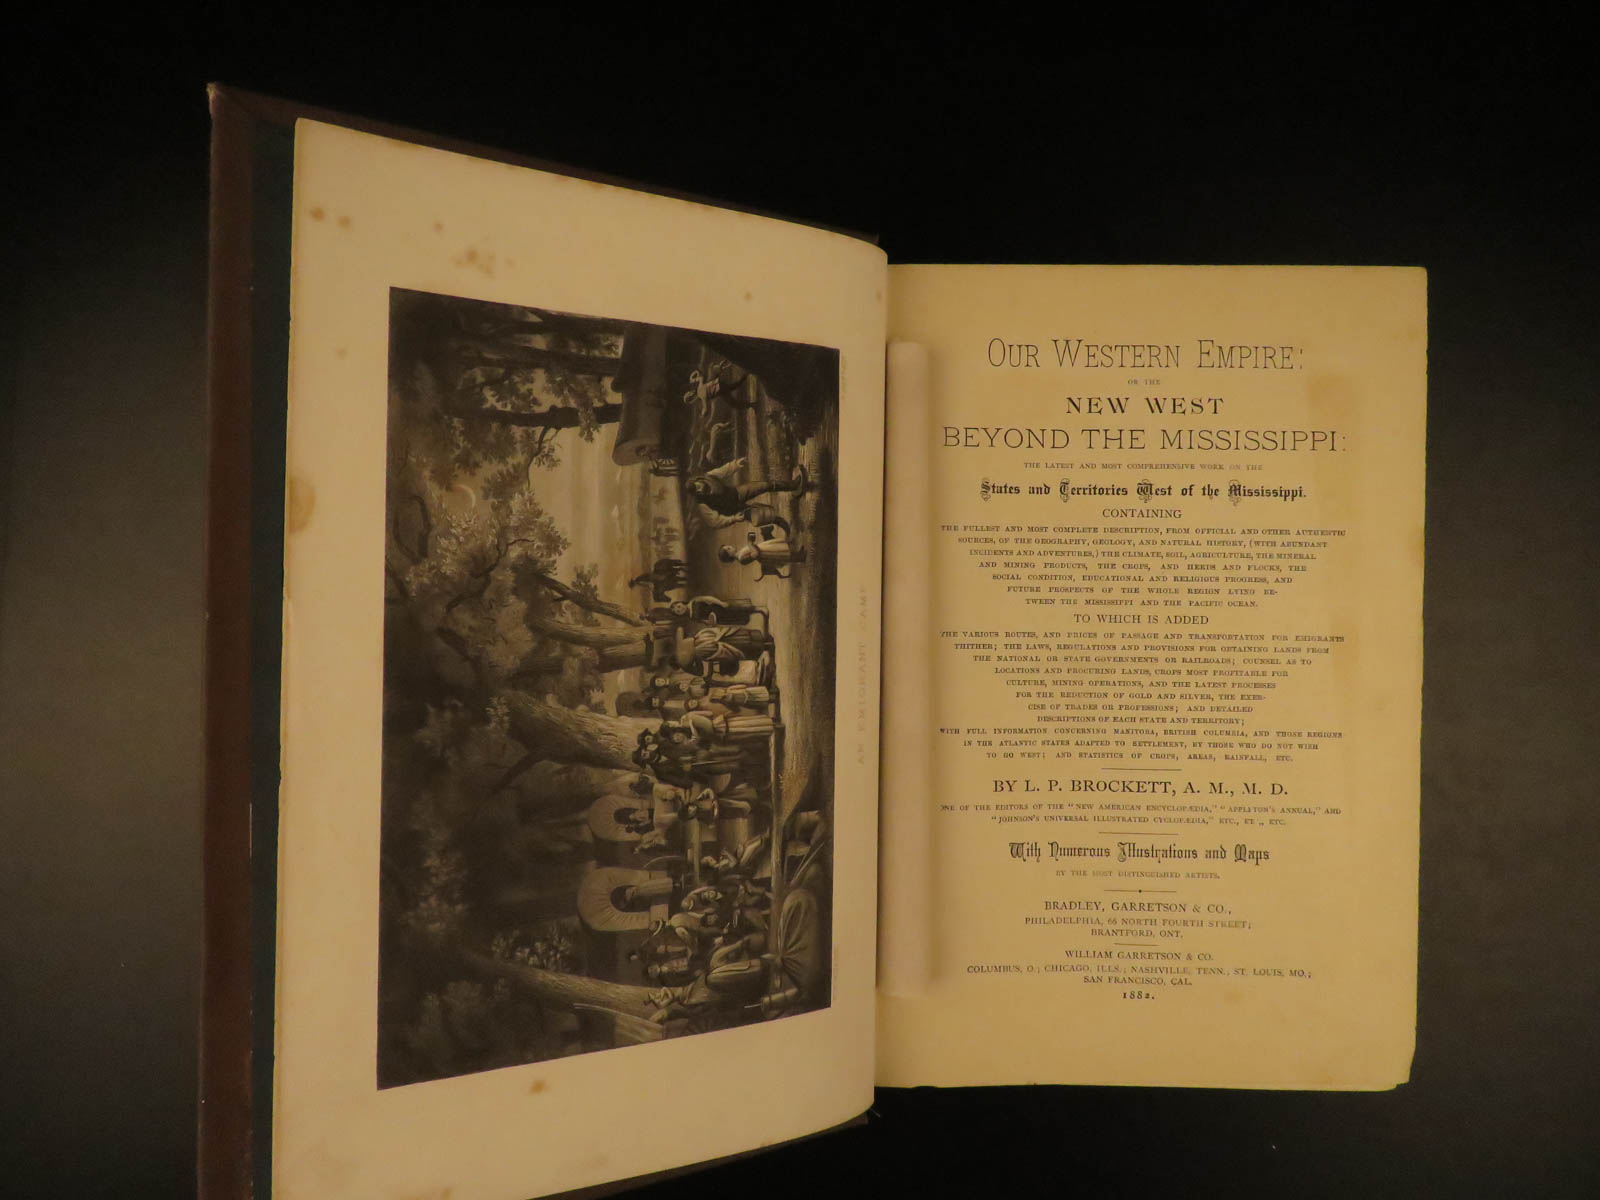 OUR WESTERN EMPIRE:
OR THE
NEW WEST
BEYOND THE MISSISSIPPI:
THE LATEST AND MOST COMPREHENSIVE WORK ON THE
States and Territories West of the Mississippi.
CONTAINING
THE FULLEST AND MOST COMPLETE DESCRIPTION, FROM OFFICIAL AND OTHER AUTHENTIC
SOURCES, OF THE GEOGRAPHY, GEOLOGY, AND NATURAL HISTORY, (WITH ABUNDANT
INCIDENTS AND ADVENTURES,) THE CLIMATE, SOIL, AGRICULTURE, THE MINERAL
AND MINING PRODUCTS, THE CROPS, AND HERDS AND FLOCKS, THE
SOCIAL CONDITION, EDUCATIONAL AND RELIGIOUS PROGRESS, AND
FUTURE PROSPECTS OF THE WHOLE REGION LYING BE-
TWEEN THE MISSISSIPPI AND THE PACIFIC OCEAN.
TO WHICH IS ADDED
THE VARIOUS ROUTES, AND PRICES OF PASSAGE AND TRANSPORTATION FOR EMIGRANTS
THITHER; THE LAWS, REGULATIONS AND PROVISIONS FOR OBTAINING LANDS FROM
THE NATIONAL OR STATE GOVERNMENTS OR RAILROADS; COUNSEL AS TO
LOCATIONS AND PROCURING LANDS, CROPS MOST PROFITABLE FOR
CULTURE, MINING OPERATIONS, AND THE LATEST PROCESSES
FOR THE REDUCTION OF GOLD AND SILVER, THE EXER-
CISE OF TRADES OR PROFESSIONS; AND DETAILED
DESCRIPTIONS OF EACH STATE AND TERRITORY;
WITH FULL INFORMATION CONCERNING MANITOBA, BRITISH COLUMBIA, AND THOSE REGIONS
IN THE ATLANTIC STATES ADAPTED TO SETTLEMENT, BY THOSE WHO DO NOT WISH
TO GO WEST; AND STATISTICS OF CROPS, AREAS, RAINFALL, ETC.
BY L. P. BROCKETT, A. M., M. D.
ONE OF THE EDITORS OF THE "NEW AMERICAN ENCYCLOPÆDIA," "APPLETON'S ANNUAL," AND
"JOHNSON'S UNIVERSAL ILLUSTRATED CYCLOPÆDIA," ETC., ETC., ETC.
With Numerous Illustrations and Maps
BY THE MOST DISTINGUISHED ARTISTS.
BRADLEY, GARRETSON & CO.,
PHILADELPHIA, 66 NORTH FOURTH STREET;
BRANTFORD, ONT.
WILLIAM GARRETSON & CO.
COLUMBUS, O.; CHICAGO, ILLS.; NASHVILLE, TENN.; ST. LOUIS, MO.;
SAN FRANCISCO, CAL.
1882.
AN EMIGRANT CAMP